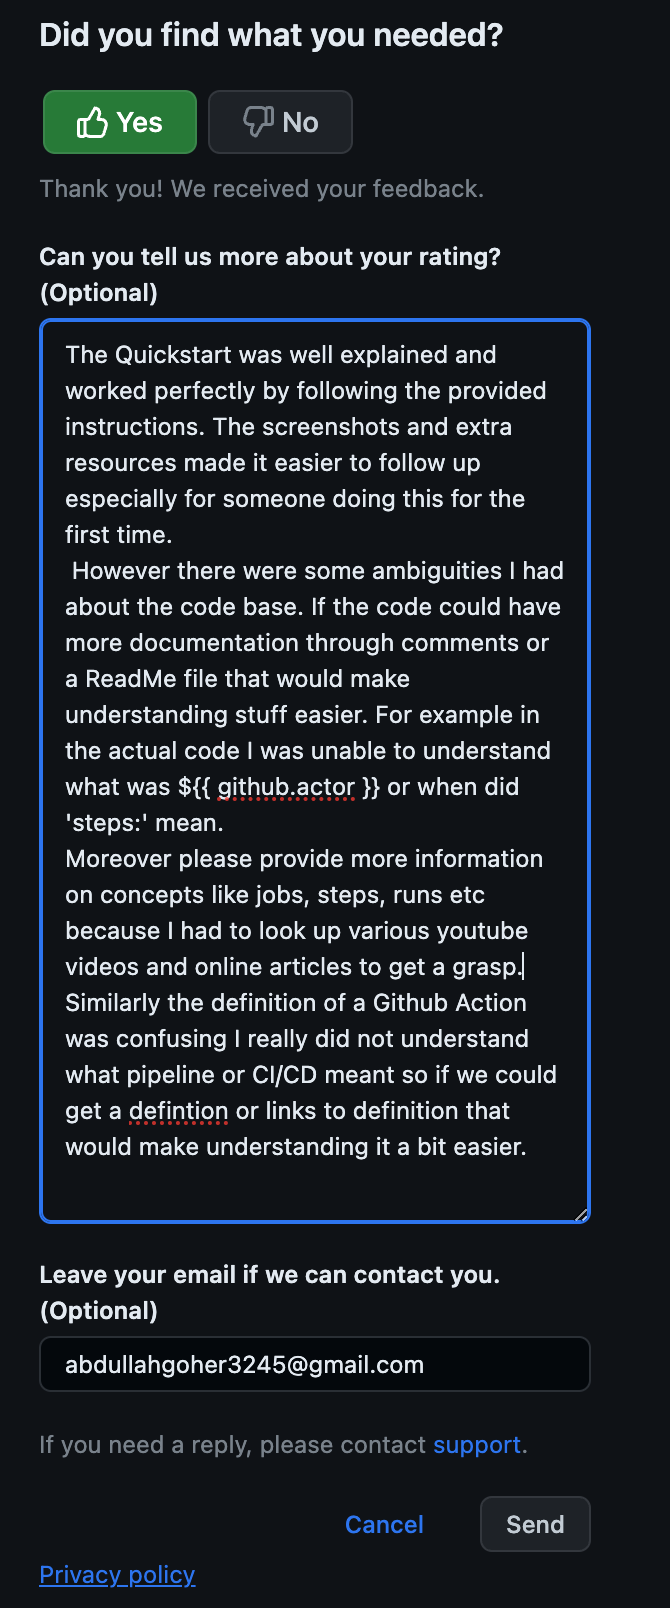 Did you find what you needed?
Yes
No
Thank you! We received your feedback.
Can you tell us more about your rating?
(Optional)
The Quickstart was well explained and
worked perfectly by following the provided
instructions. The screenshots and extra
resources made it easier to follow up
especially for someone doing this for the
first time.
However there were some ambiguities I had
about the code base. If the code could have
more documentation through comments or
a ReadMe file that would make
understanding stuff easier. For example in
the actual code I was unable to understand
what was ${{ github.actor }} or when did
'steps:' mean.
Moreover please provide more information
on concepts like jobs, steps, runs etc
because I had to look up various youtube
videos and online articles to get a grasp.
Similarly the definition of a Github Action
was confusing I really did not understand
what pipeline or CI/CD meant so if we could
get a defintion or links to definition that
would make understanding it a bit easier.
Leave your email if we can contact you.
(Optional)
abdullahgoher3245@gmail.com
If you need a reply, please contact support.
Cancel
Send
Privacy policy